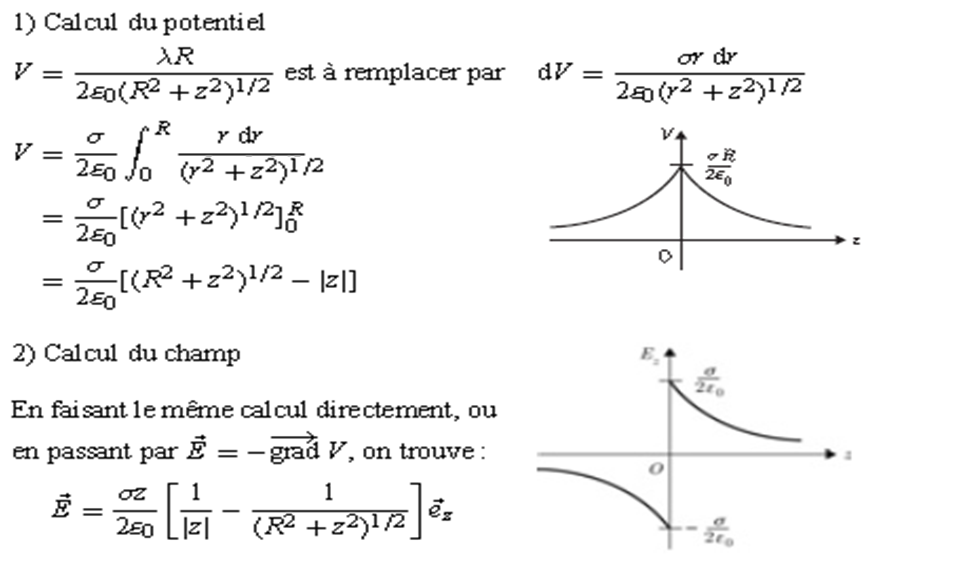 1) Calcul du potentiel
V = λR / 2ε₀(R² + z²)^1/2 est à remplacer par dV = σr dr / 2ε₀(r² + z²)^1/2
V = σ/2ε₀ ∫₀^R r dr / (r² + z²)^1/2
= σ/2ε₀ [(r² + z²)^1/2]₀^R
= σ/2ε₀ [(R² + z²)^1/2 − |z|]
V
σR/2ε₀
O
z
2) Calcul du champ
En faisant le même calcul directement, ou
en passant par E⃗ = −grad⃗ V, on trouve :
E⃗ = σz/2ε₀ [1/|z| − 1/(R² + z²)^1/2] e⃗_z
E_z
σ/2ε₀
O
z
− σ/2ε₀